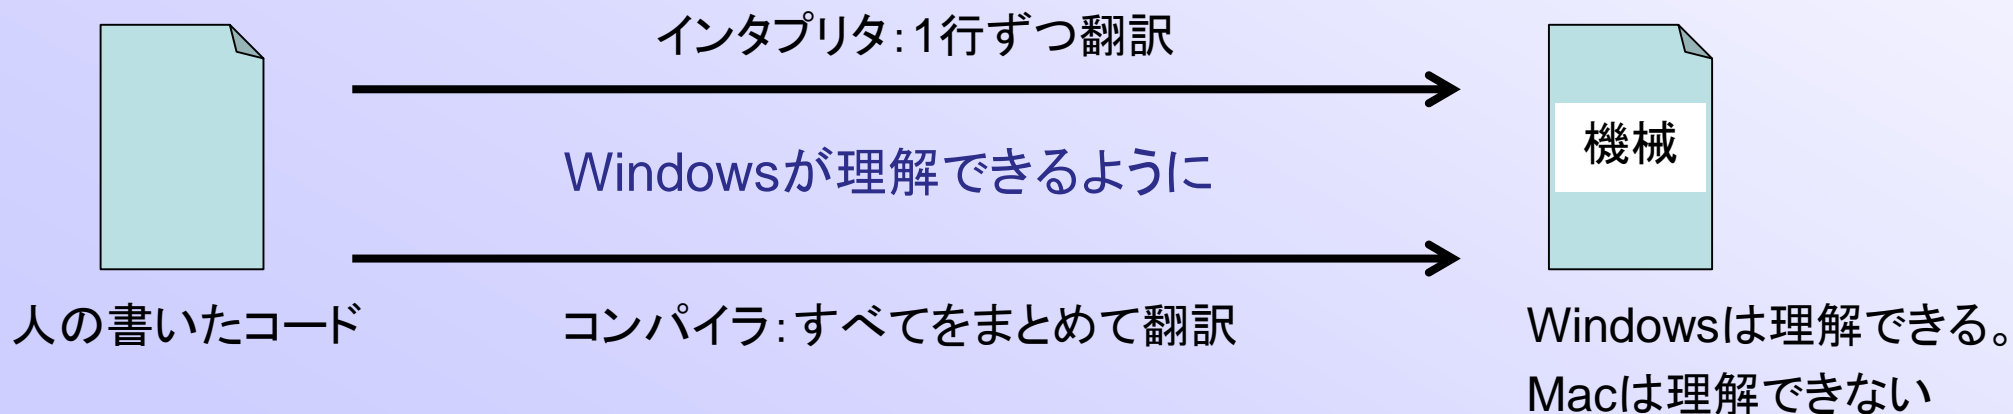 インタプリタ：1行ずつ翻訳
機械
Windowsが理解できるように
人の書いたコード
コンパイラ：すべてをまとめて翻訳
Windowsは理解できる。
Macは理解できない